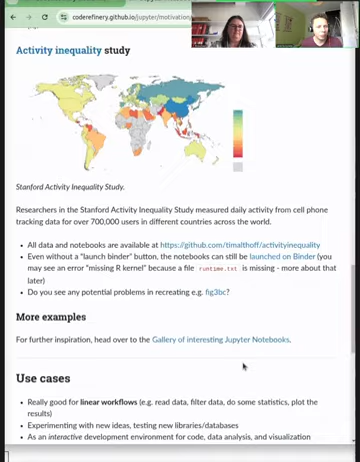 coderefinery.github.io/jupyter/motivation/
Activity inequality study
Stanford Activity Inequality Study.
Researchers in the Stanford Activity Inequality Study measured daily activity from cell phone
tracking data for over 700,000 users in different countries across the world.
• All data and notebooks are available at https://github.com/timalthoff/activityinequality
• Even without a "launch binder" button, the notebooks can still be launched on Binder (you
may see an error "missing R kernel" because a file runtime.txt is missing - more about that
later)
• Do you see any potential problems in recreating e.g. fig3bc?
More examples
For further inspiration, head over to the Gallery of interesting Jupyter Notebooks.
Use cases
• Really good for linear workflows (e.g. read data, filter data, do some statistics, plot the
results)
• Experimenting with new ideas, testing new libraries/databases
• As an interactive development environment for code, data analysis, and visualization